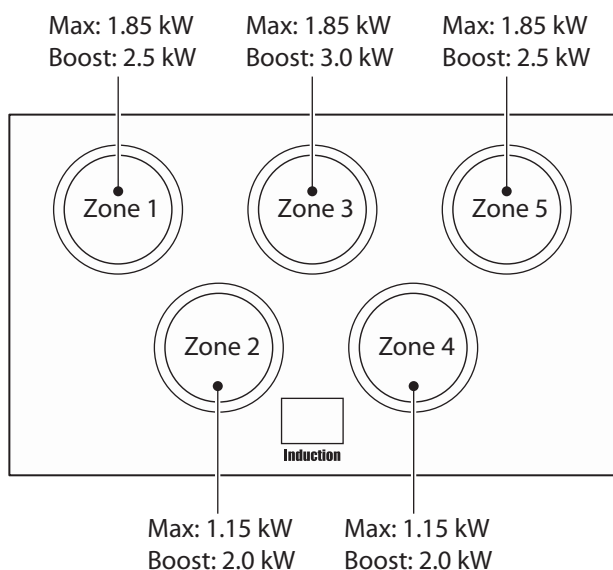 Max: 1.85 kW
Boost: 2.5 kW
Max: 1.85 kW
Boost: 3.0 kW
Max: 1.85 kW
Boost: 2.5 kW
Zone 1
Zone 3
Zone 5
Zone 2
Zone 4
Induction
Max: 1.15 kW
Boost: 2.0 kW
Max: 1.15 kW
Boost: 2.0 kW